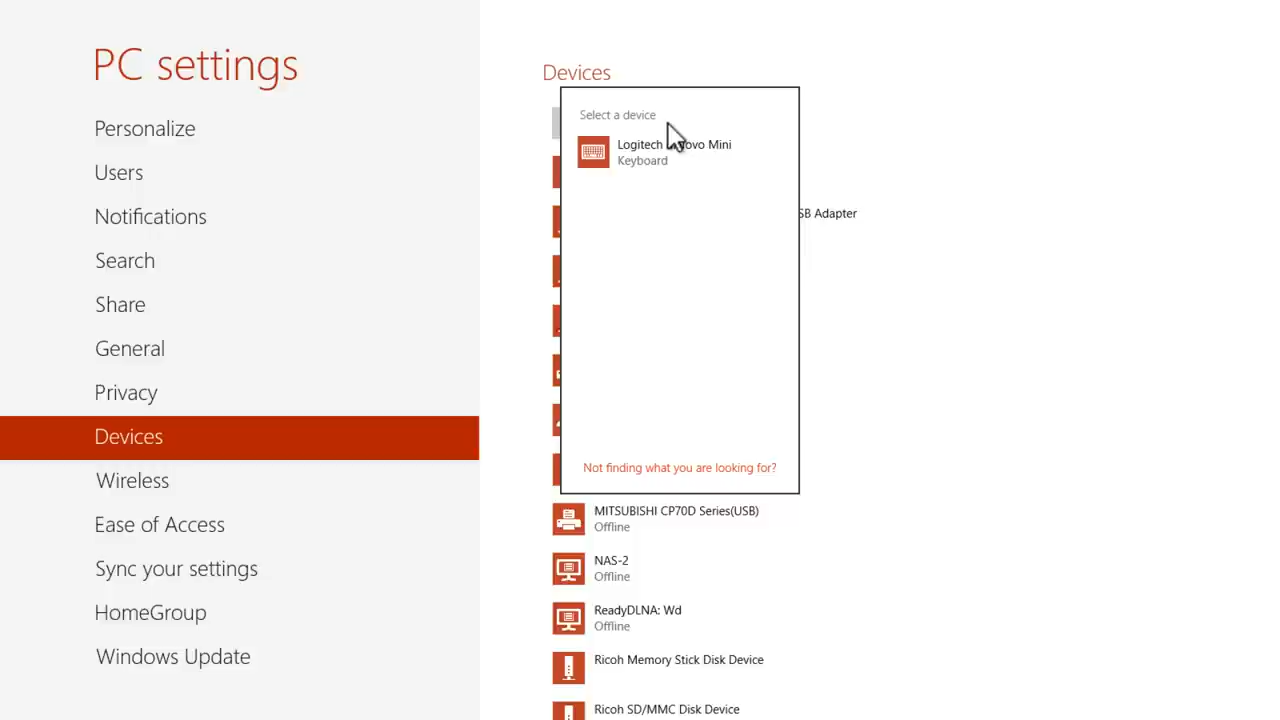 PC settings
Personalize
Users
Notifications
Search
Share
General
Privacy
Devices
Wireless
Ease of Access
Sync your settings
HomeGroup
Windows Update
Devices
Select a device
Logitech Mini
Keyboard
SB Adapter
Not finding what you are looking for?
MITSUBISHI CP70D Series(USB)
Offline
NAS-2
Offline
ReadyDLNA: Wd
Offline
Ricoh Memory Stick Disk Device
Ricoh SD/MMC Disk Device